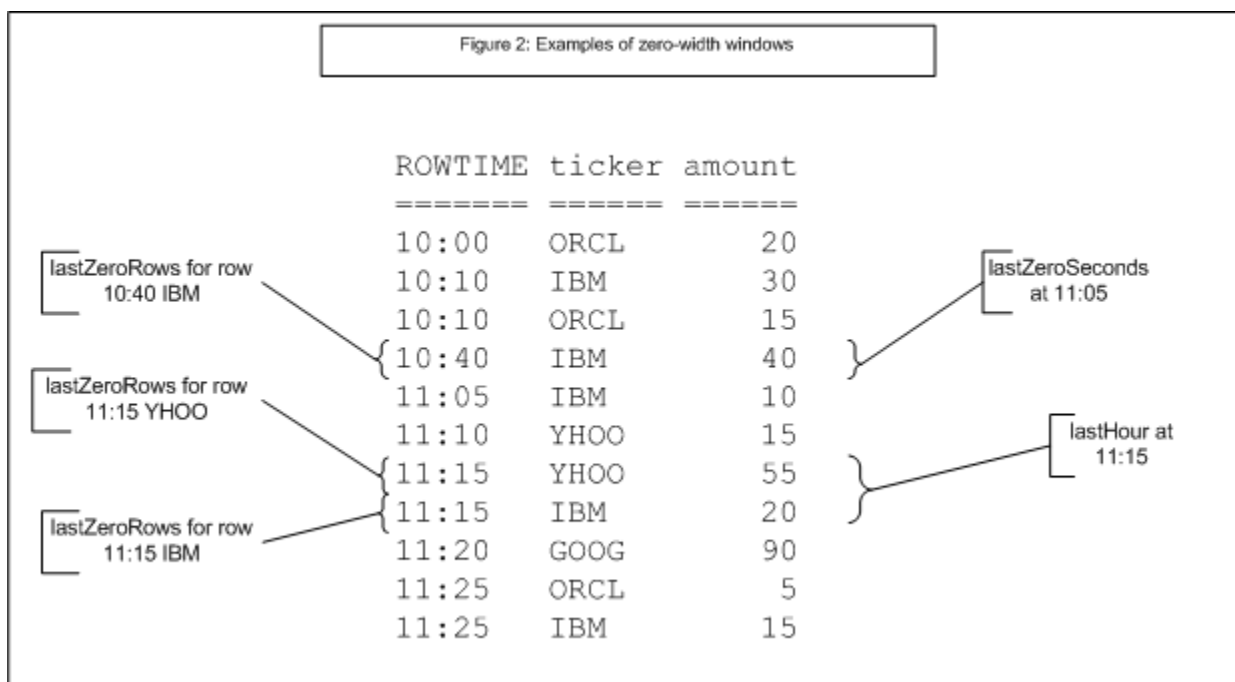 Figure 2: Examples of zero-width windows
ROWTIME ticker amount
======= ====== ======
10:00 ORCL 20
10:10 IBM 30
10:10 ORCL 15
10:40 IBM 40
11:05 IBM 10
11:10 YHOO 15
11:15 YHOO 55
11:15 IBM 20
11:20 GOOG 90
11:25 ORCL 5
11:25 IBM 15
lastZeroRows for row
10:40 IBM
lastZeroRows for row
11:15 YHOO
lastZeroRows for row
11:15 IBM
lastZeroSeconds
at 11:05
lastHour at
11:15